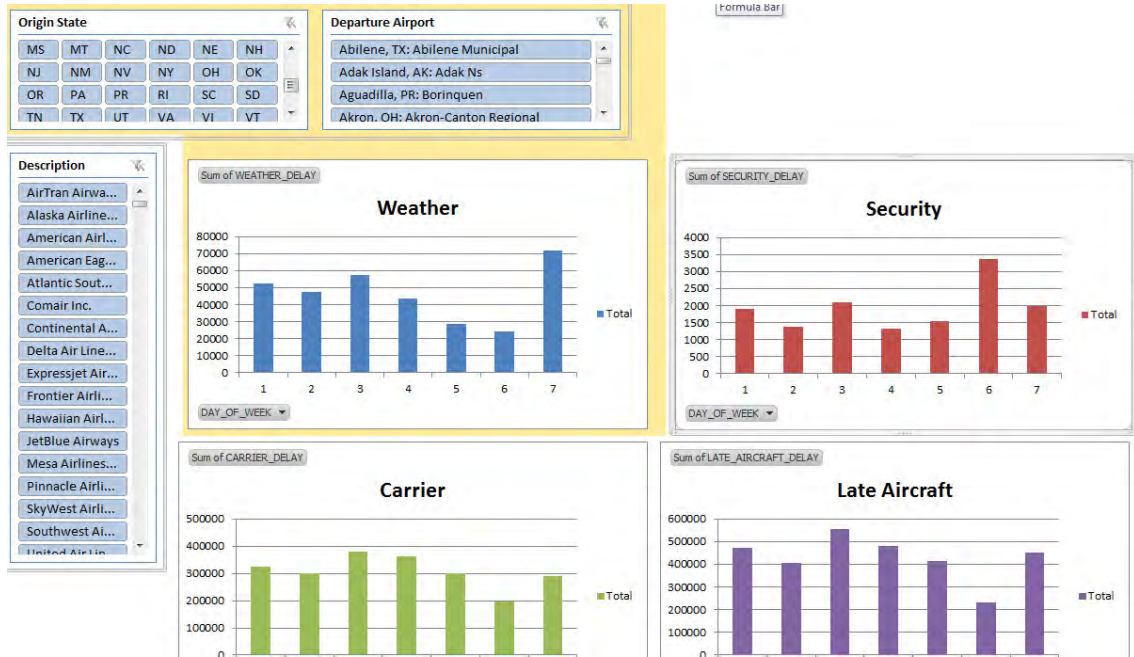 Formula Bar
Origin State
MS MT NC ND NE NH
NJ NM NV NY OH OK
OR PA PR RI SC SD
TN TX UT VA VI VT
Departure Airport
Abilene, TX: Abilene Municipal
Adak Island, AK: Adak Ns
Aguadilla, PR: Borinquen
Akron, OH: Akron-Canton Regional
Description
AirTran Airwa...
Alaska Airline...
American Airl...
American Eag...
Atlantic Sout...
Comair Inc.
Continental A...
Delta Air Line...
Expressjet Air...
Frontier Airli...
Hawaiian Airl...
JetBlue Airways
Mesa Airlines...
Pinnacle Airli...
SkyWest Airli...
Southwest Ai...
United Air Lin...
Sum of WEATHER_DELAY
Weather
80000
70000
60000
50000
40000
30000
20000
10000
0
1 2 3 4 5 6 7
Total
DAY_OF_WEEK
Sum of SECURITY_DELAY
Security
4000
3500
3000
2500
2000
1500
1000
500
0
1 2 3 4 5 6 7
Total
DAY_OF_WEEK
Sum of CARRIER_DELAY
Carrier
500000
400000
300000
200000
100000
0
Total
Sum of LATE_AIRCRAFT_DELAY
Late Aircraft
600000
500000
400000
300000
200000
100000
0
Total